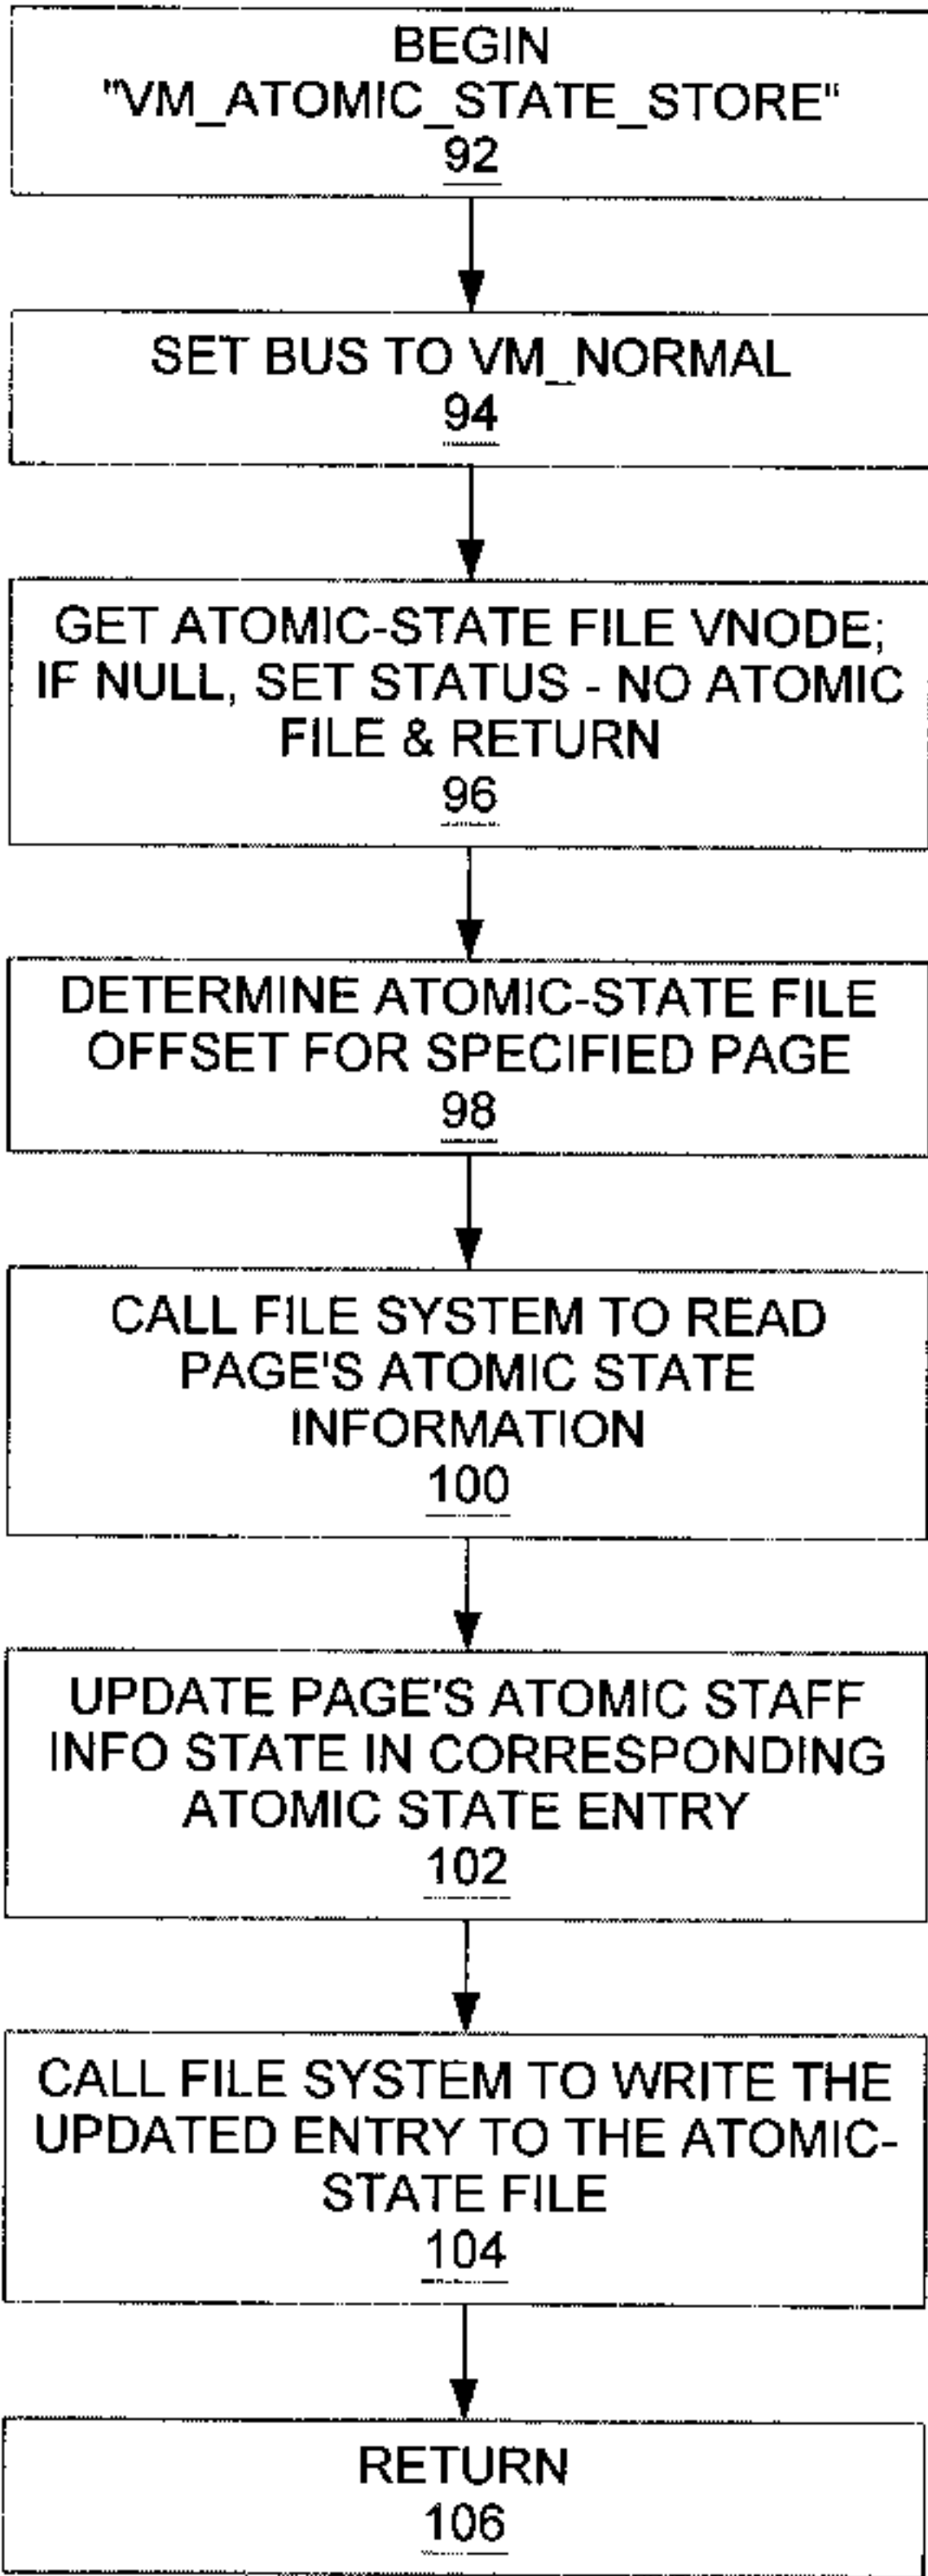 BEGIN
"VM_ATOMIC_STATE_STORE"
92
SET BUS TO VM_NORMAL
94
GET ATOMIC-STATE FILE VNODE;
IF NULL, SET STATUS - NO ATOMIC
FILE & RETURN
96
DETERMINE ATOMIC-STATE FILE
OFFSET FOR SPECIFIED PAGE
98
CALL FILE SYSTEM TO READ
PAGE'S ATOMIC STATE
INFORMATION
100
UPDATE PAGE'S ATOMIC STAFF
INFO STATE IN CORRESPONDING
ATOMIC STATE ENTRY
102
CALL FILE SYSTEM TO WRITE THE
UPDATED ENTRY TO THE ATOMIC-
STATE FILE
104
RETURN
106